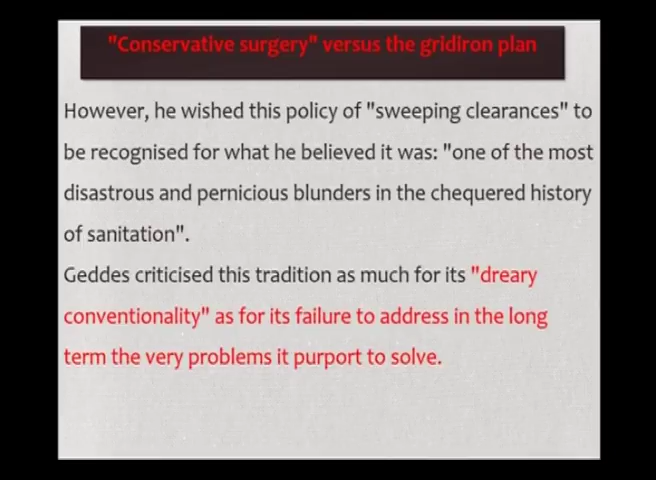 "Conservative surgery" versus the gridiron plan
However, he wished this policy of "sweeping clearances" to
be recognised for what he believed it was: "one of the most
disastrous and pernicious blunders in the chequered history
of sanitation".
Geddes criticised this tradition as much for its "dreary
conventionality" as for its failure to address in the long
term the very problems it purport to solve.